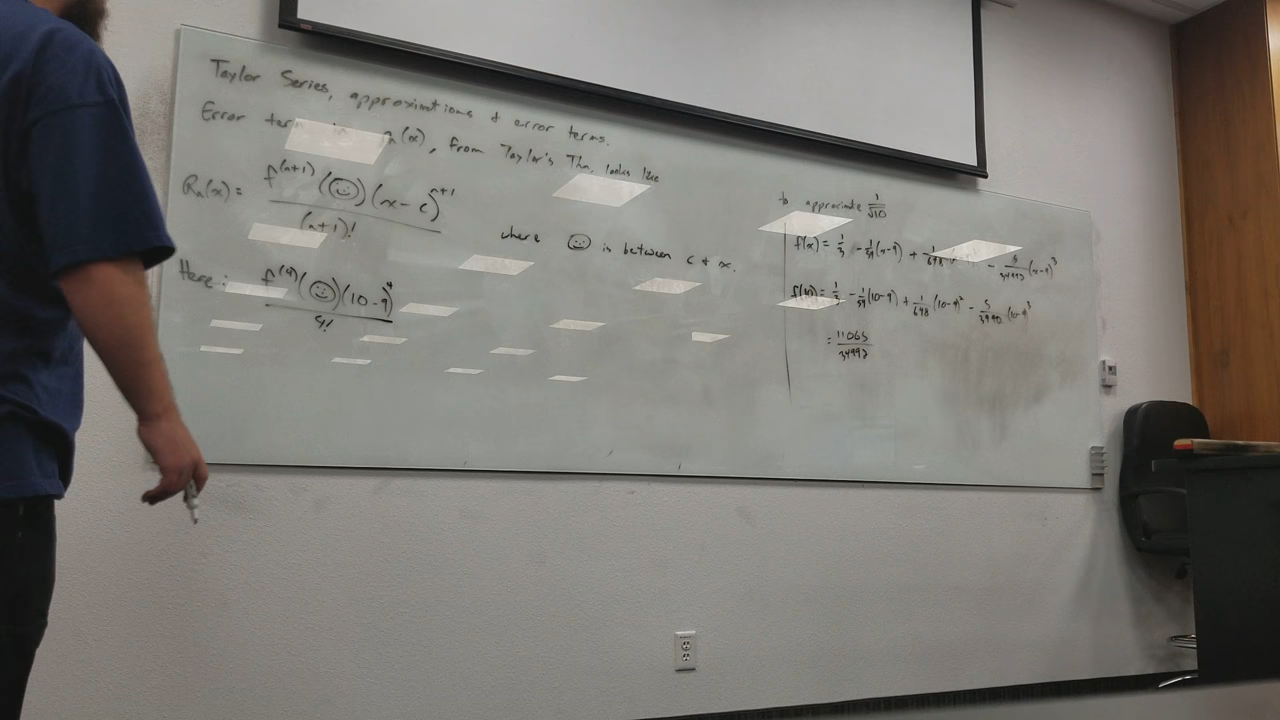 Taylor Series, approximations & error terms.
Error term Rn(x), from Taylor's Thm, looks like
Rn(x) = f^(n+1)(☺)(x-c)^n+1 / (n+1)!
where ☺ is between c & x.
Here: f^(4)(☺)(10-9)^4 / 4!
to approximate 1/√10
f(x) = 1/3 - 1/54(x-9) + 1/648 - 5/34992(x-9)^3
f(10) = 1/3 - 1/54(10-9) + 1/648(10-9)^2 - (10-9)^3
= 11065/34992